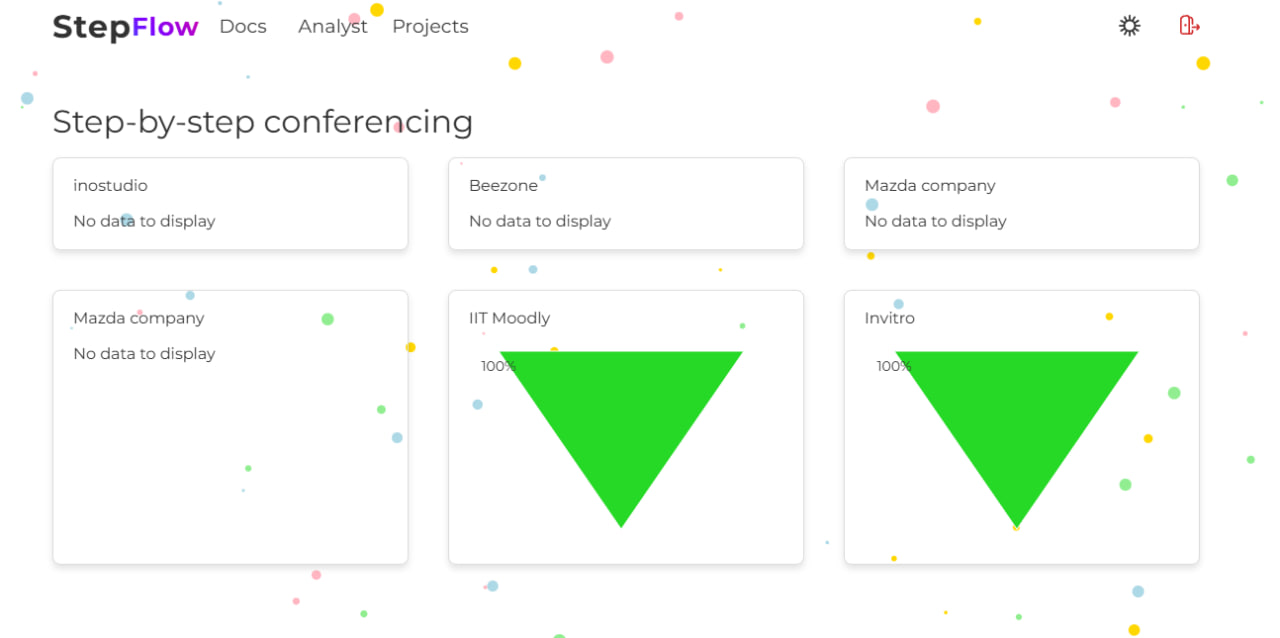 StepFlow Docs Analyst Projects
Step-by-step conferencing
inostudio
No data to display
Beezone
No data to display
Mazda company
No data to display
Mazda company
No data to display
IIT Moodly
100%
Invitro
100%